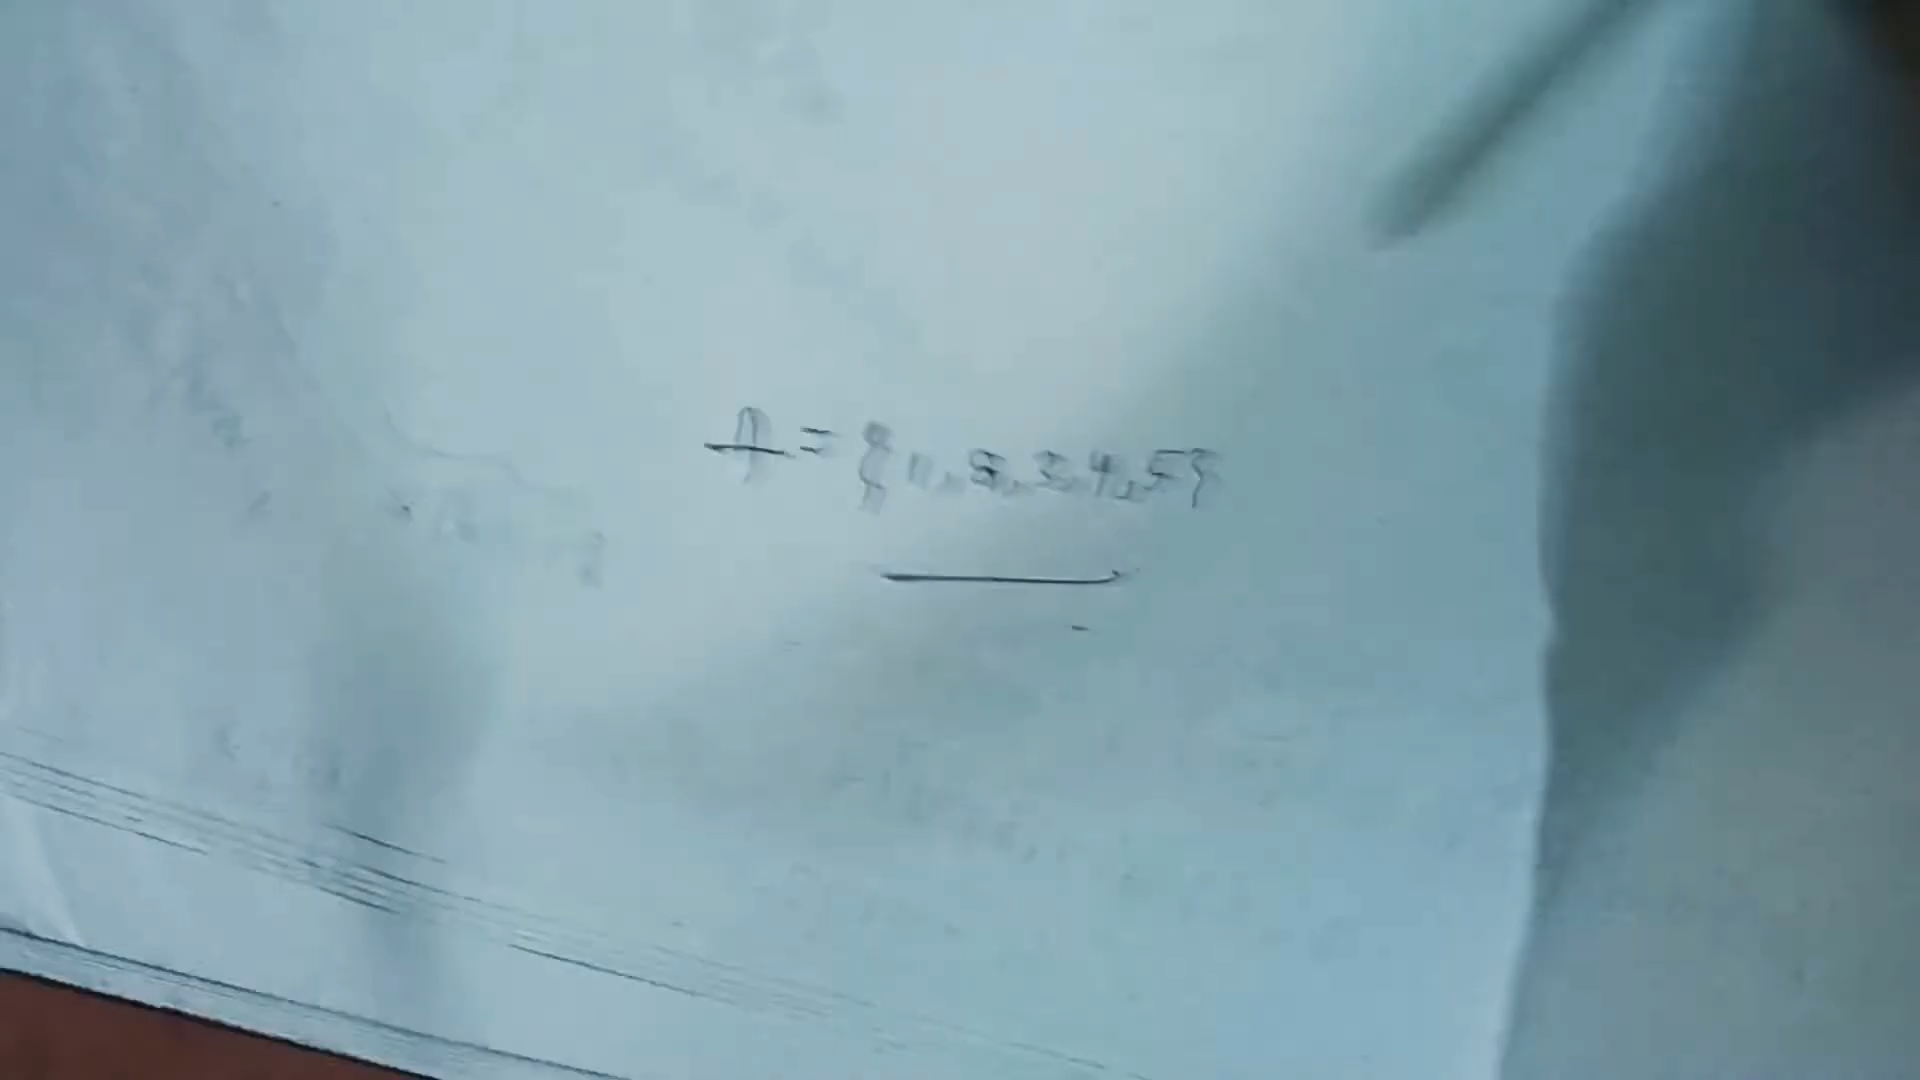 A = {1, 2, 3, 4, 5}